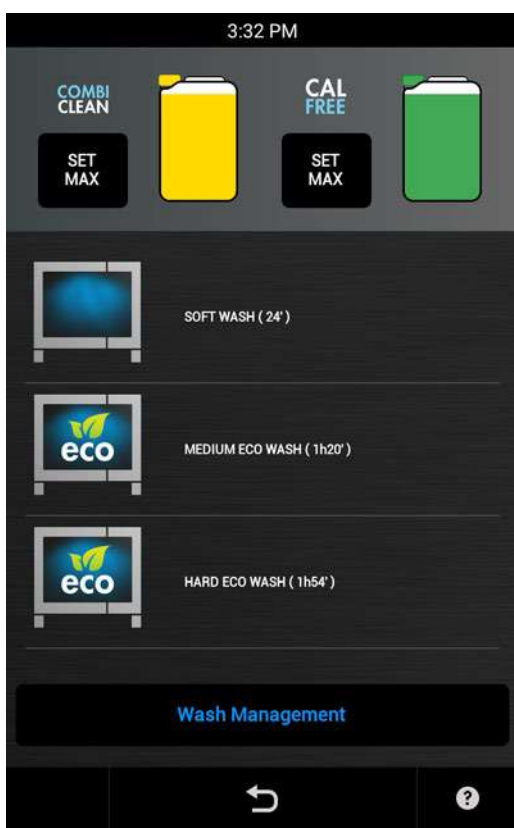 3:32 PM
COMBI
CLEAN
SET
MAX
CAL
FREE
SET
MAX
SOFT WASH ( 24' )
eco
MEDIUM ECO WASH ( 1h20' )
eco
HARD ECO WASH ( 1h54' )
Wash Management
?